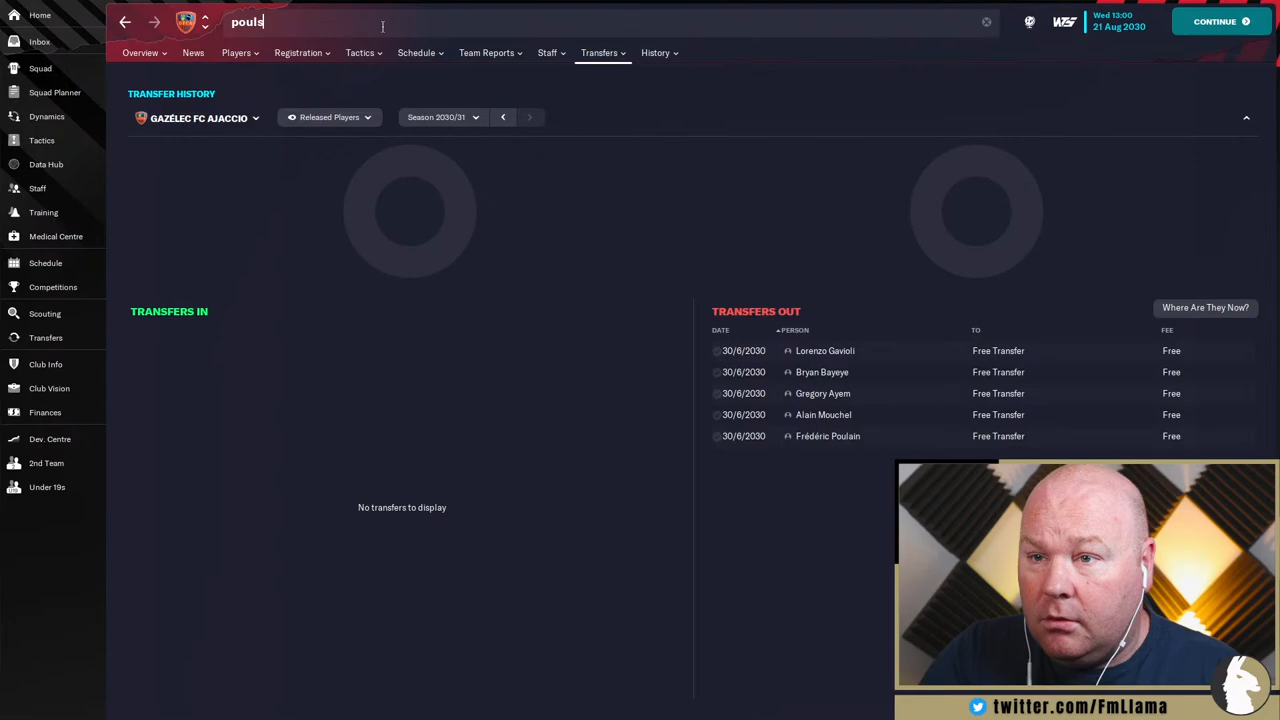 Home
Inbox
Squad
Squad Planner
Dynamics
Tactics
Data Hub
Staff
Training
Medical Centre
Schedule
Competitions
Scouting
Transfers
Club Info
Club Vision
Finances
Dev. Centre
2nd Team
Under 19s
pouls
Wed 13:00
21 Aug 2030
CONTINUE
Overview News Players Registration Tactics Schedule Team Reports Staff Transfers History
TRANSFER HISTORY
GAZÉLEC FC AJACCIO Released Players Season 2030/31
TRANSFERS IN
No transfers to display
TRANSFERS OUT Where Are They Now?
DATE PERSON TO FEE
30/6/2030 Lorenzo Gavioli Free Transfer Free
30/6/2030 Bryan Bayeye Free Transfer Free
30/6/2030 Gregory Ayem Free Transfer Free
30/6/2030 Alain Mouchel Free Transfer Free
30/6/2030 Frédéric Poulain Free Transfer Free
twitter.com/FmLlama